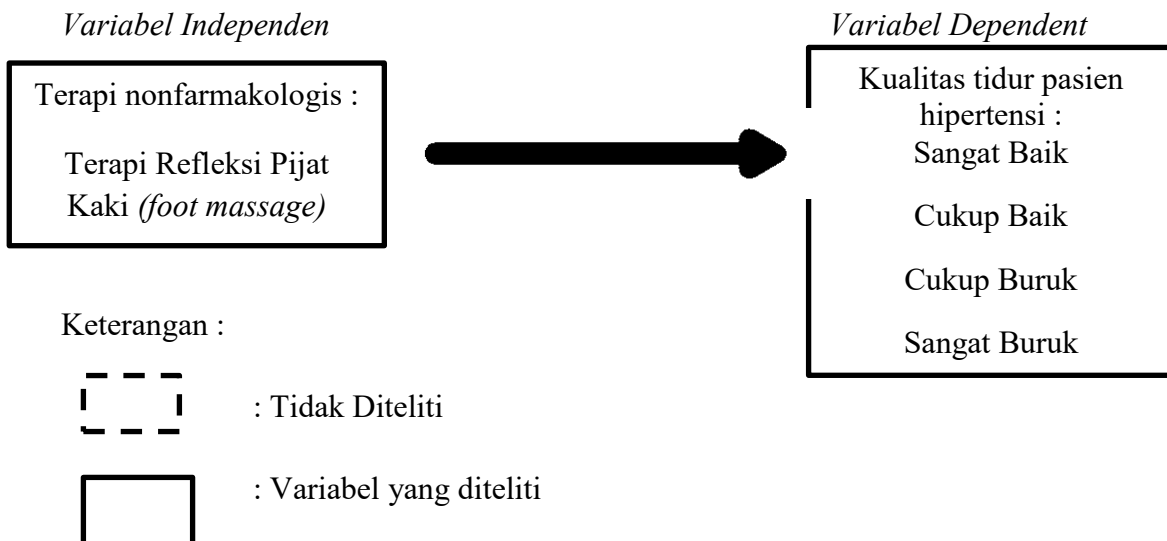 Variabel Independen
Terapi nonfarmakologis :
Terapi Refleksi Pijat
Kaki (foot massage)
Variabel Dependent
Kualitas tidur pasien
hipertensi :
Sangat Baik
Cukup Baik
Cukup Buruk
Sangat Buruk
Keterangan :
: Tidak Diteliti
: Variabel yang diteliti